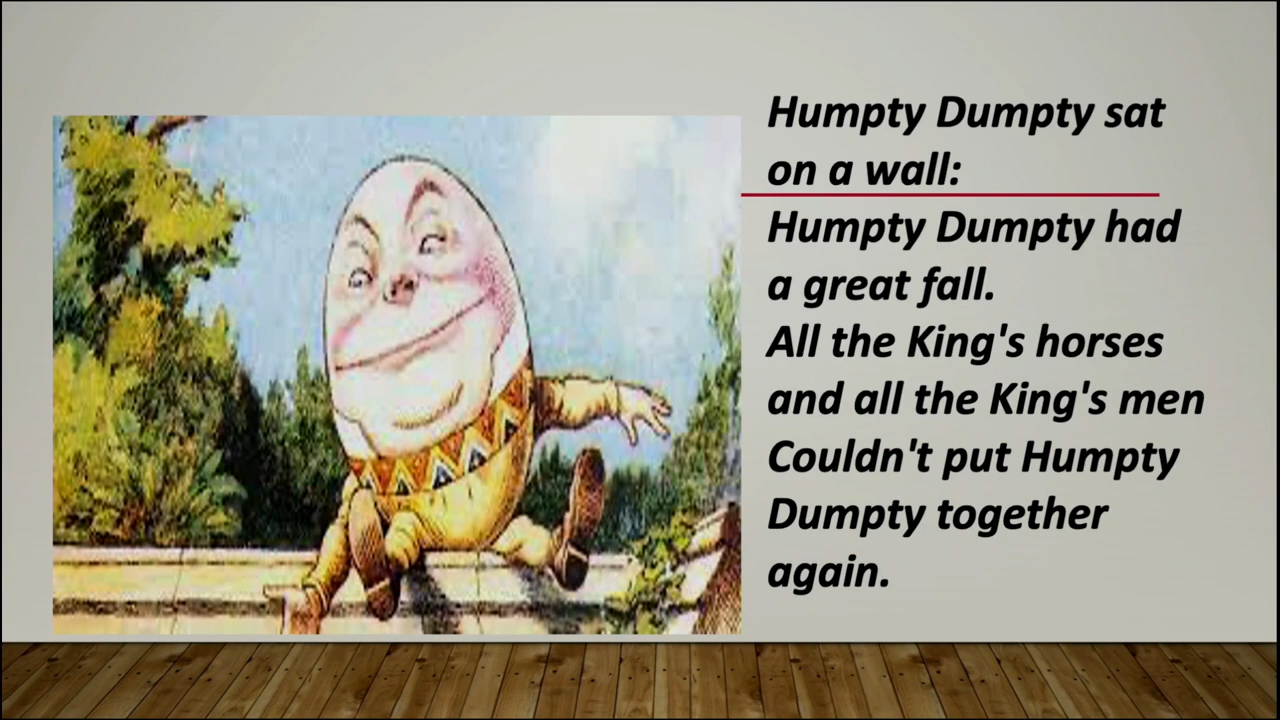 Humpty Dumpty sat
on a wall:
Humpty Dumpty had
a great fall.
All the King's horses
and all the King's men
Couldn't put Humpty
Dumpty together
again.